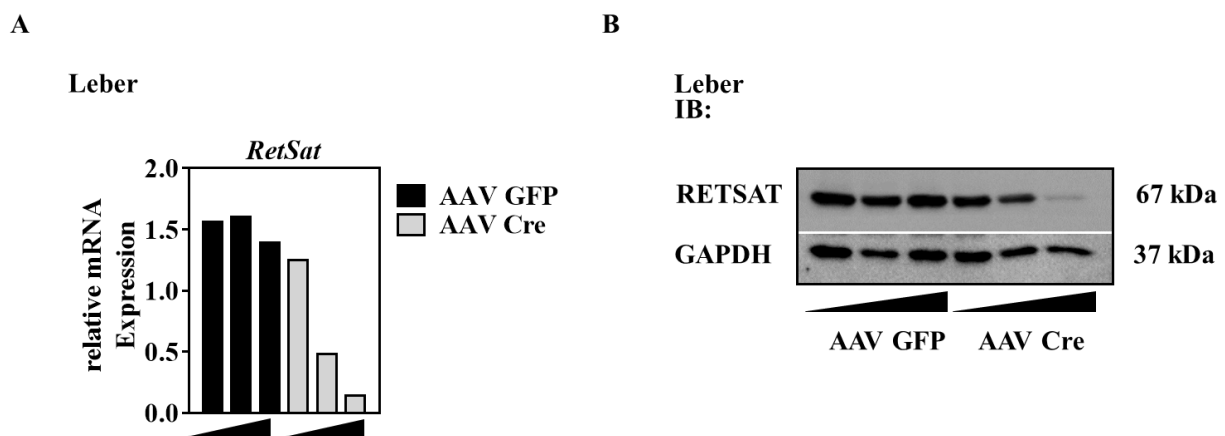 A
Leber
RetSat
2.0
1.5
1.0
0.5
0.0
relative mRNA
Expression
AAV GFP
AAV Cre
B
Leber
IB:
RETSAT
67 kDa
GAPDH
37 kDa
AAV GFP
AAV Cre